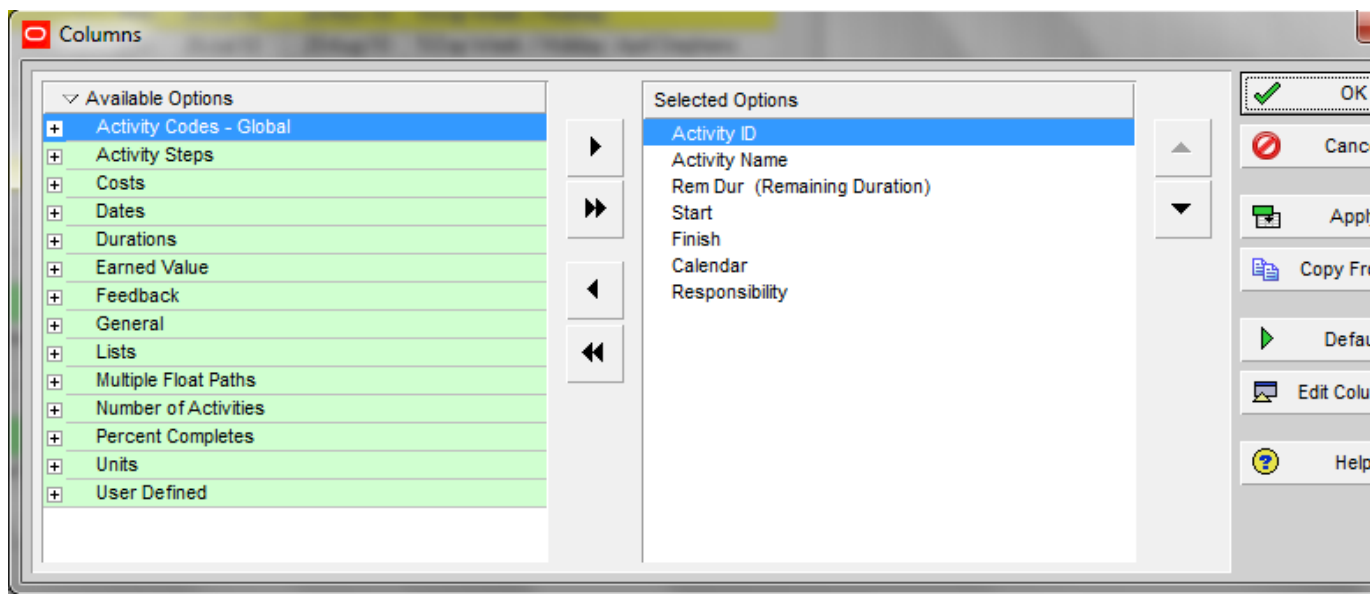 Columns
Available Options
Activity Codes - Global
Activity Steps
Costs
Dates
Durations
Earned Value
Feedback
General
Lists
Multiple Float Paths
Number of Activities
Percent Completes
Units
User Defined
Selected Options
Activity ID
Activity Name
Rem Dur (Remaining Duration)
Start
Finish
Calendar
Responsibility
OK
Cance
Appl
Copy Fro
Defau
Edit Colu
Help